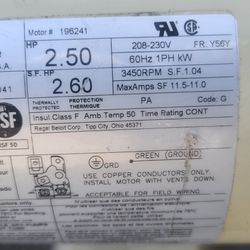 Motor # 196241
HP
2.50
208-230V FR: Y56Y
60Hz 1PH kW
S.F. HP
2.60
3450RPM S.F. 1.04
MaxAmps SF 11.5-11.0
THERMALLY PROTECTED PROTECTION THERMIQUE PA Code: G
Insul.Class F Amb.Temp 50 Time Rating CONT
Regal Beloit Corp. Tipp City, Ohio 45371
SF
NSF 50
GRD
GREEN (GROUND)
USE COPPER CONDUCTORS ONLY
INSTALL WITH VENTS DOWN
ACCEPTABLE FOR FIELD WIRING